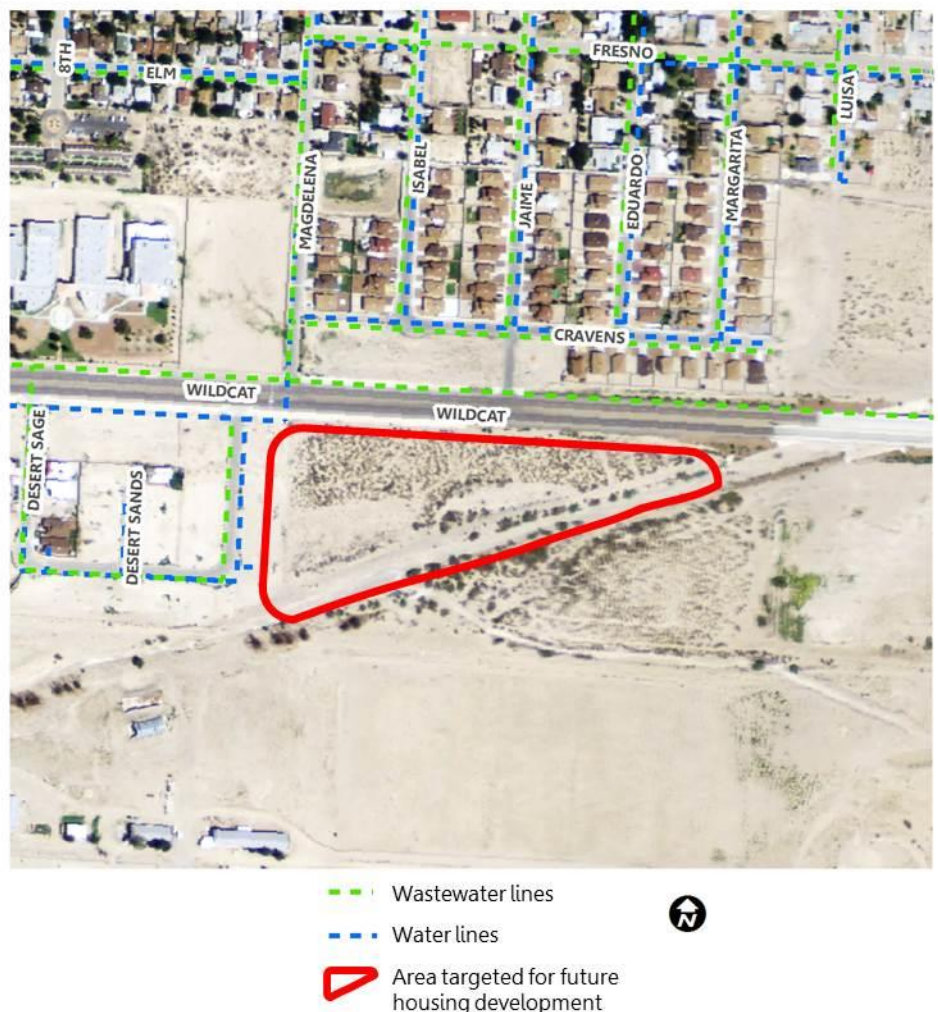 8TH
ELM
FRESNO
LUISA
MAGDELENA
ISABEL
JAIME
EDUARDO
MARGARITA
CRAVENS
WILDCAT
WILDCAT
DESERT SAGE
DESERT SANDS
Wastewater lines
N
Water lines
Area targeted for future
housing development